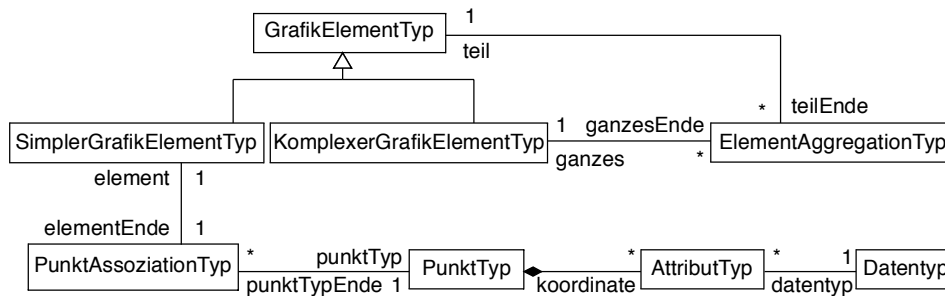 GrafikElementTyp
1
teil
* teilEnde
SimplerGrafikElementTyp
KomplexerGrafikElementTyp
1 ganzesEnde
ganzes *
ElementAggregationTyp
element 1
elementEnde 1
PunktAssoziationTyp
* punktTyp
punktTypEnde 1
PunktTyp
*
koordinate
AttributTyp
* 1
datentyp
Datentyp